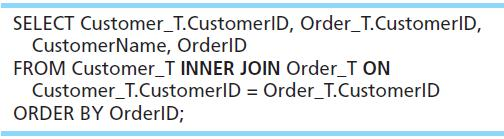 SELECT Customer_T.CustomerID, Order_T.CustomerID,
CustomerName, OrderID
FROM Customer_T INNER JOIN Order_T ON
Customer_T.CustomerID = Order_T.CustomerID
ORDER BY OrderID;